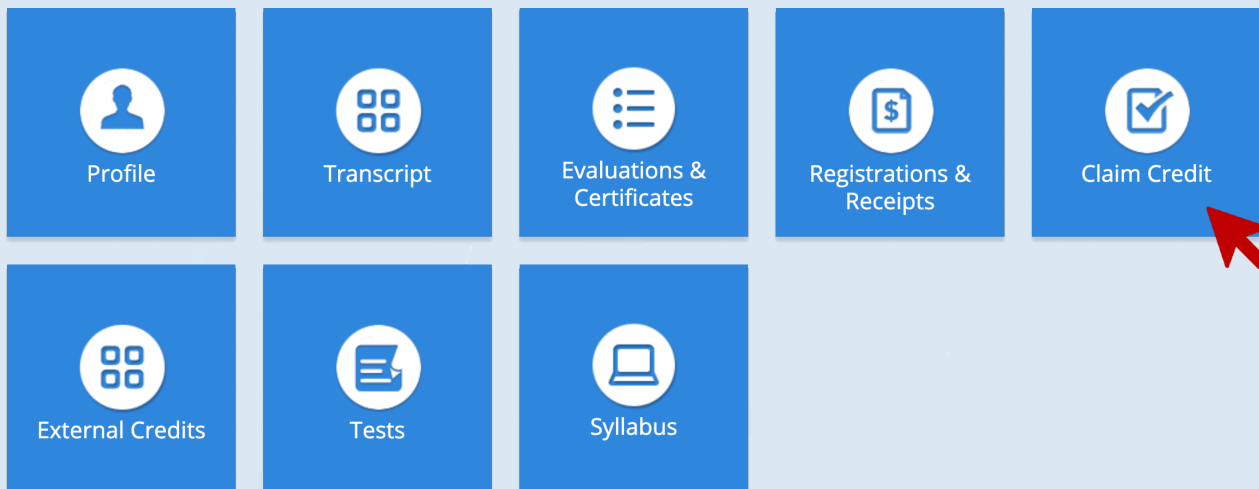 Profile
Transcript
Evaluations &
Certificates
Registrations &
Receipts
$
Claim Credit
External Credits
Tests
Syllabus